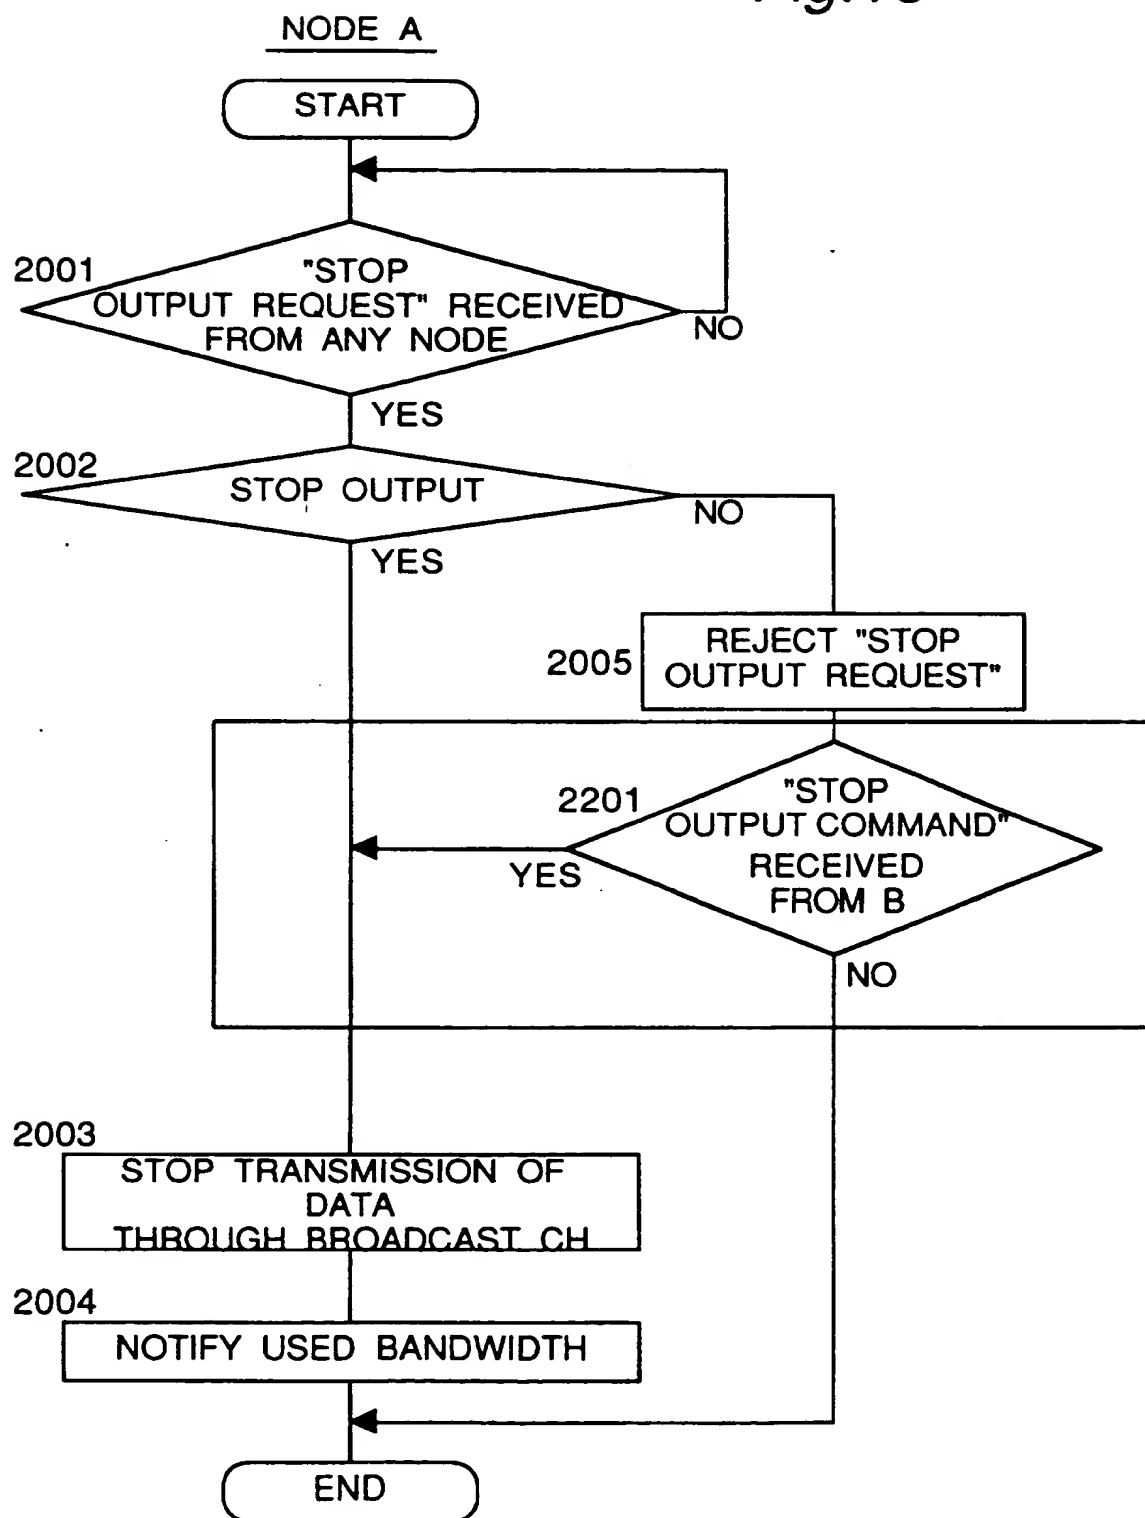 NODE A
START
2001
"STOP
OUTPUT REQUEST" RECEIVED
FROM ANY NODE
NO
YES
2002
STOP OUTPUT
NO
YES
2005
REJECT "STOP
OUTPUT REQUEST"
2201
"STOP
OUTPUT COMMAND"
RECEIVED
FROM B
YES
NO
2003
STOP TRANSMISSION OF
DATA
THROUGH BROADCAST CH
2004
NOTIFY USED BANDWIDTH
END